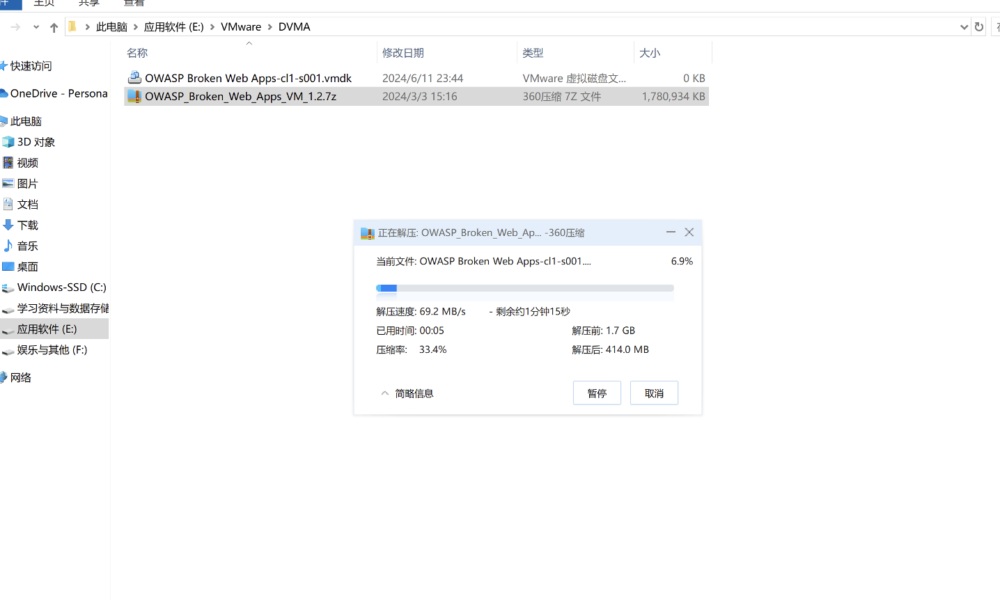 主页 共享 查看
此电脑 应用软件 (E:) VMware DVMA
名称 修改日期 类型 大小
OWASP Broken Web Apps-cl1-s001.vmdk 2024/6/11 23:44 VMware 虚拟磁盘文... 0 KB
OWASP_Broken_Web_Apps_VM_1.2.7z 2024/3/3 15:16 360压缩 7Z 文件 1,780,934 KB
快速访问
OneDrive - Persona
此电脑
3D 对象
视频
图片
文档
下载
音乐
桌面
Windows-SSD (C:)
学习资料与数据存储
应用软件 (E:)
娱乐与其他 (F:)
网络
正在解压: OWASP_Broken_Web_Ap... -360压缩
当前文件: OWASP Broken Web Apps-cl1-s001.... 6.9%
解压速度: 69.2 MB/s - 剩余约1分钟15秒
已用时间: 00:05 解压前: 1.7 GB
压缩率: 33.4% 解压后: 414.0 MB
简略信息 暂停 取消